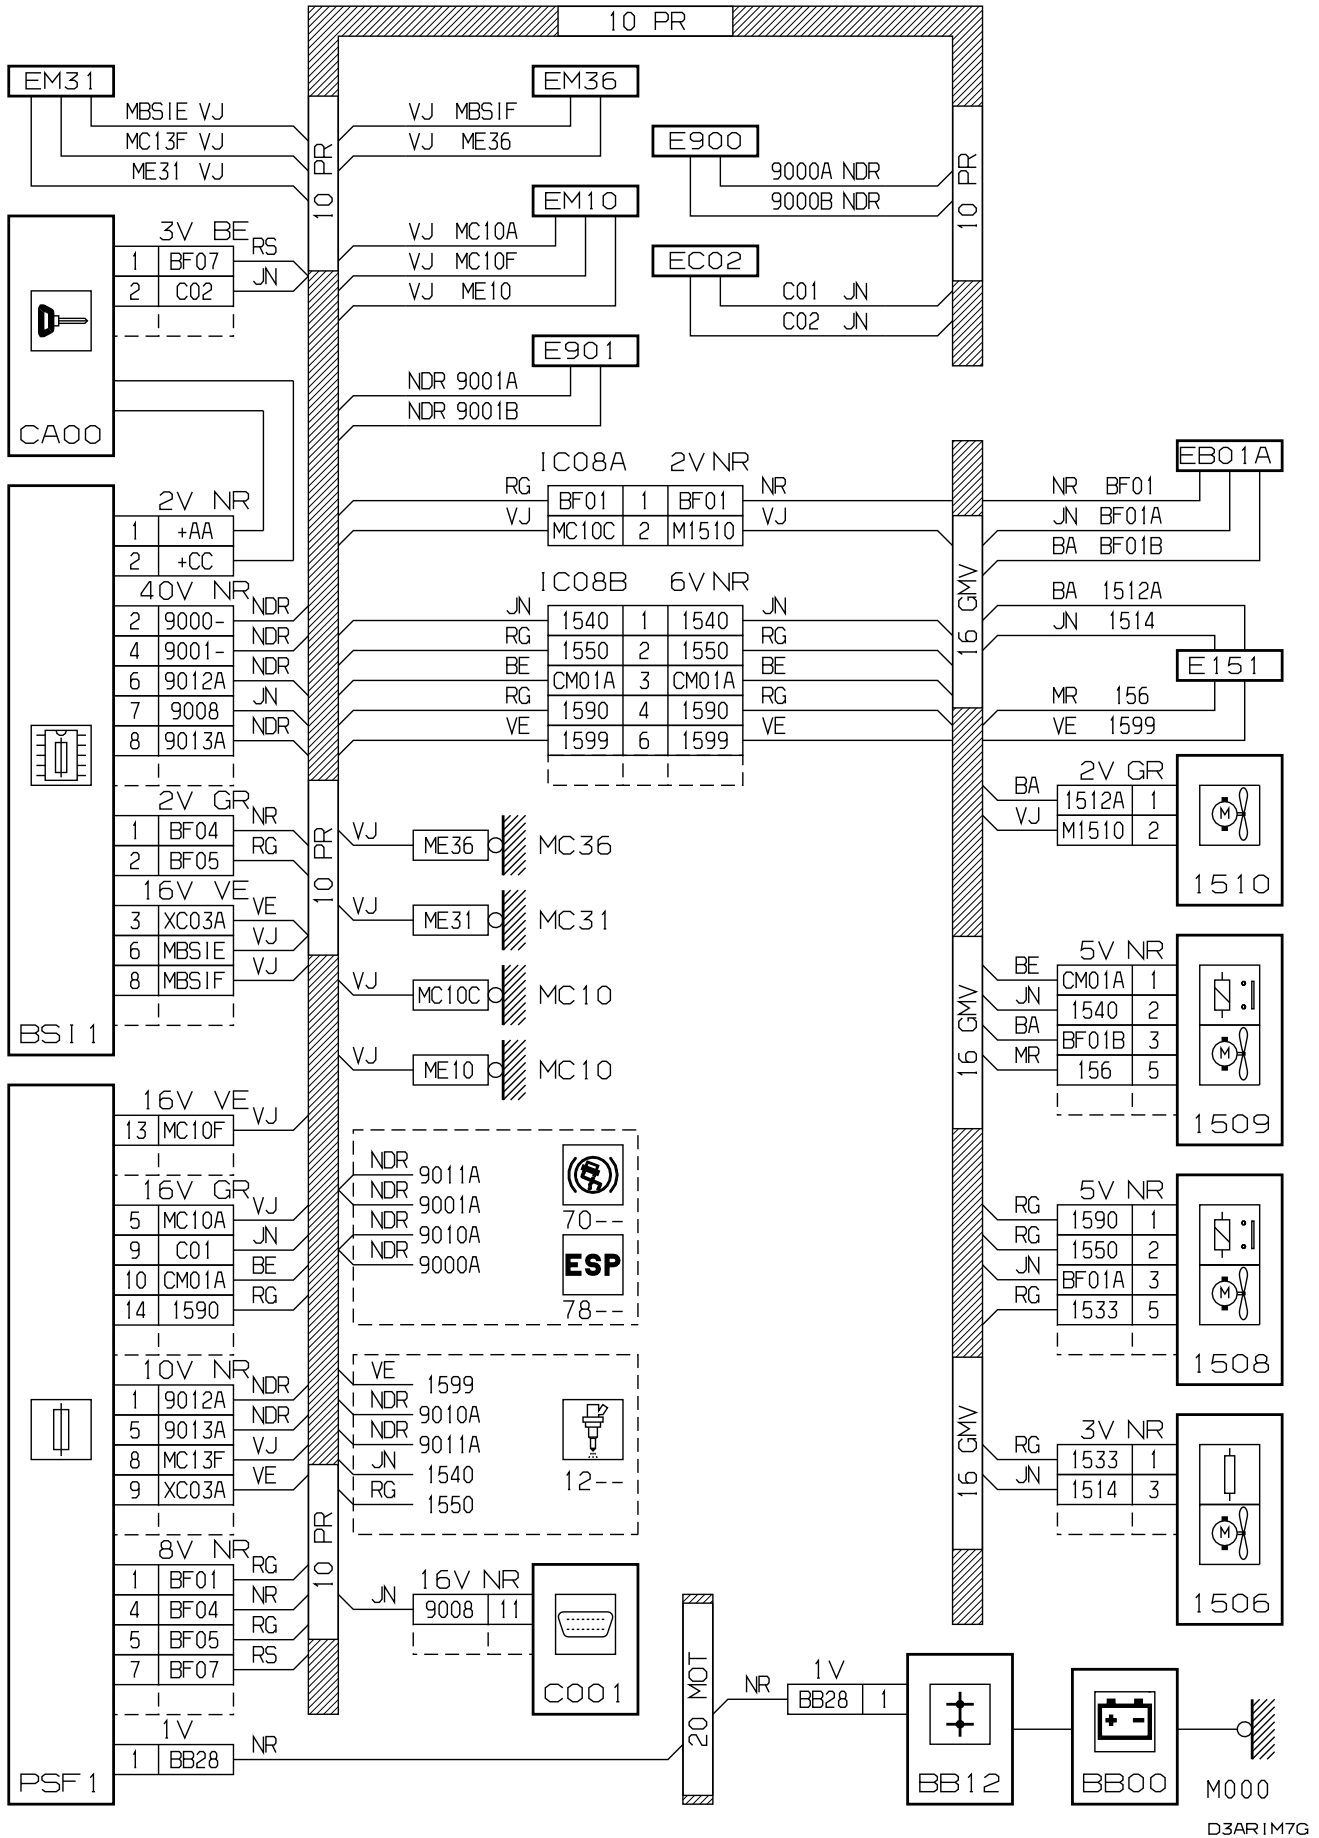 10 PR
EM31
MBSIE VJ
MC13F VJ
ME31 VJ
10 PR
EM36
VJ MBSIF
VJ ME36
E900
9000A NDR
9000B NDR
10 PR
EM10
VJ MC10A
VJ MC10F
VJ ME10
EC02
C01 JN
C02 JN
3V BE
1 BF07 RS
2 C02 JN
CA00
E901
NDR 9001A
NDR 9001B
IC08A 2V NR
RG BF01 1 BF01 NR
VJ MC10C 2 M1510 VJ
IC08B 6V NR
JN 1540 1 1540 JN
RG 1550 2 1550 RG
BE CM01A 3 CM01A BE
RG 1590 4 1590 RG
VE 1599 6 1599 VE
EB01A
NR BF01
JN BF01A
BA BF01B
16 GMV
BA 1512A
JN 1514
E151
MR 156
VE 1599
2V NR
1 +AA
2 +CC
40V NR
2 9000- NDR
4 9001- NDR
6 9012A NDR
7 9008 JN
8 9013A NDR
2V GR
1 BF04 NR
2 BF05 RG
16V VE
3 XC03A VE
6 MBSIE VJ
8 MBSIF VJ
BSI1
10 PR
VJ ME36 MC36
VJ ME31 MC31
VJ MC10C MC10
VJ ME10 MC10
2V GR
BA 1512A 1
VJ M1510 2
1510
16 GMV
5V NR
BE CM01A 1
JN 1540 2
BA BF01B 3
MR 156 5
1509
5V NR
RG 1590 1
RG 1550 2
JN BF01A 3
RG 1533 5
1508
16 GMV
3V NR
RG 1533 1
JN 1514 3
1506
16V VE
13 MC10F VJ
16V GR
5 MC10A VJ
9 C01 JN
10 CM01A BE
14 1590 RG
10V NR
1 9012A NDR
5 9013A NDR
8 MC13F VJ
9 XC03A VE
8V NR
1 BF01 RG
4 BF04 NR
5 BF05 RG
7 BF07 RS
1V
1 BB28 NR
PSF1
NDR 9011A
NDR 9001A
NDR 9010A
NDR 9000A
70--
ESP
78--
VE 1599
NDR 9010A
NDR 9011A
JN 1540
RG 1550
12--
10 PR
16V NR
JN 9008 11
C001
20 MOT
1V
NR BB28 1
M
BB12
BB00
M000
D3AR1M7G